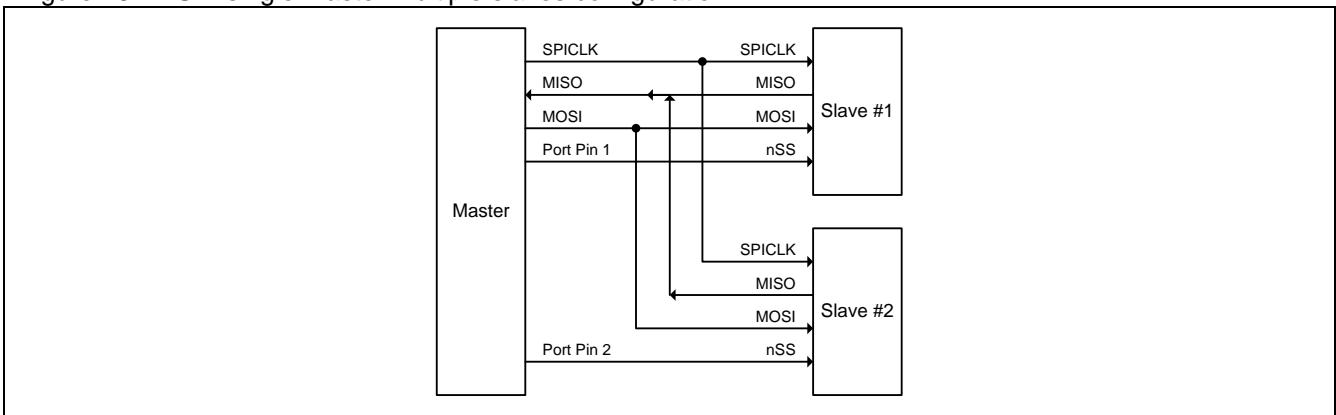 SPICLK SPICLK
MISO MISO
MOSI MOSI
Slave #1
Port Pin 1 nSS
Master
SPICLK
MISO
MOSI
Slave #2
Port Pin 2 nSS